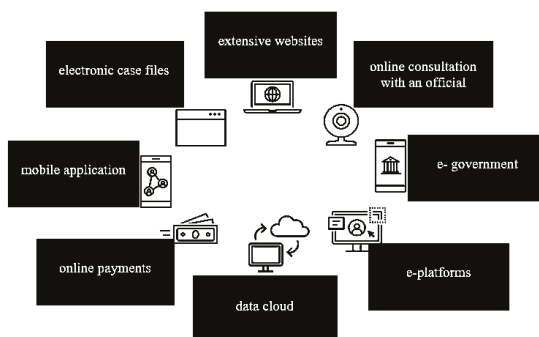 extensive websites
electronic case files
online consultation
with an official
mobile application
e- government
online payments
e-platforms
data cloud